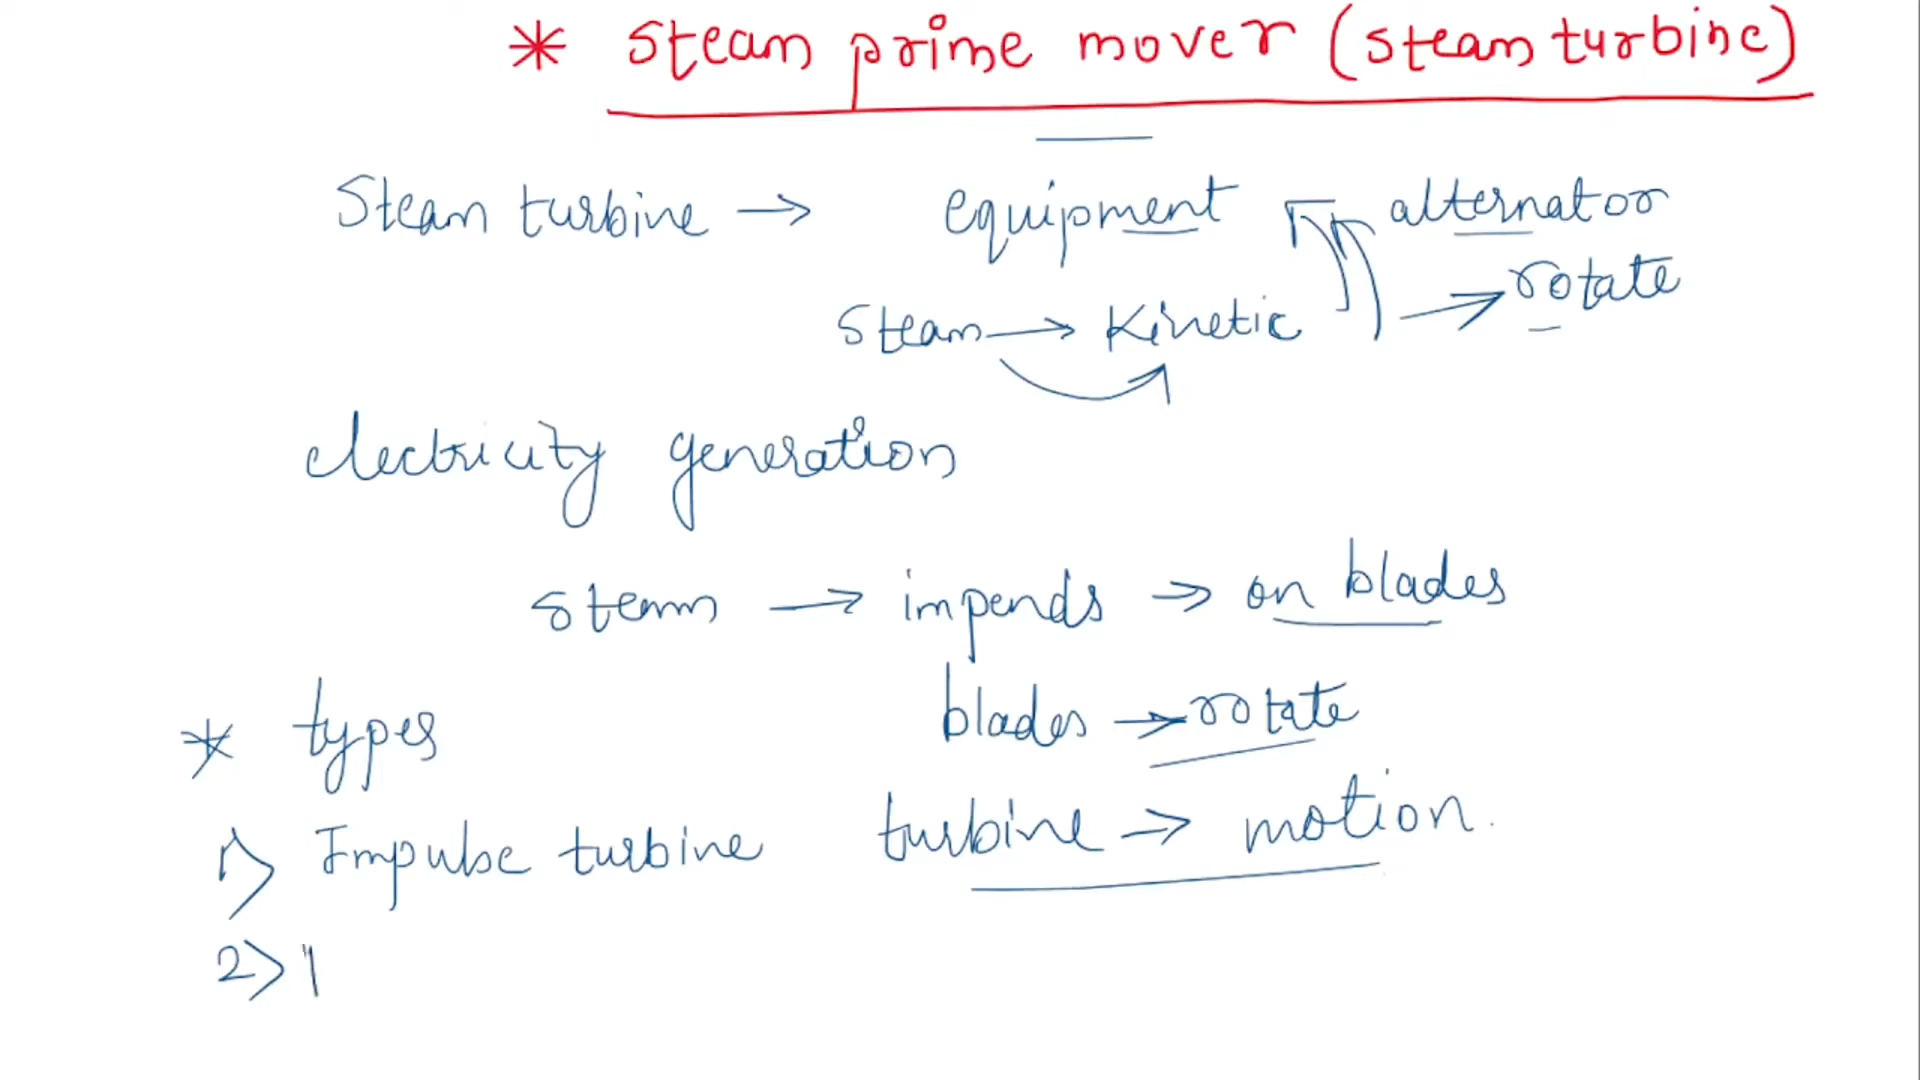 * steam prime mover (steam turbine)
Steam turbine → equipment alternator
steam → kinetic → rotate
electricity generation
steam → impends → on blades
* types blades → rotate
1> Impulse turbine turbine → motion.
2>